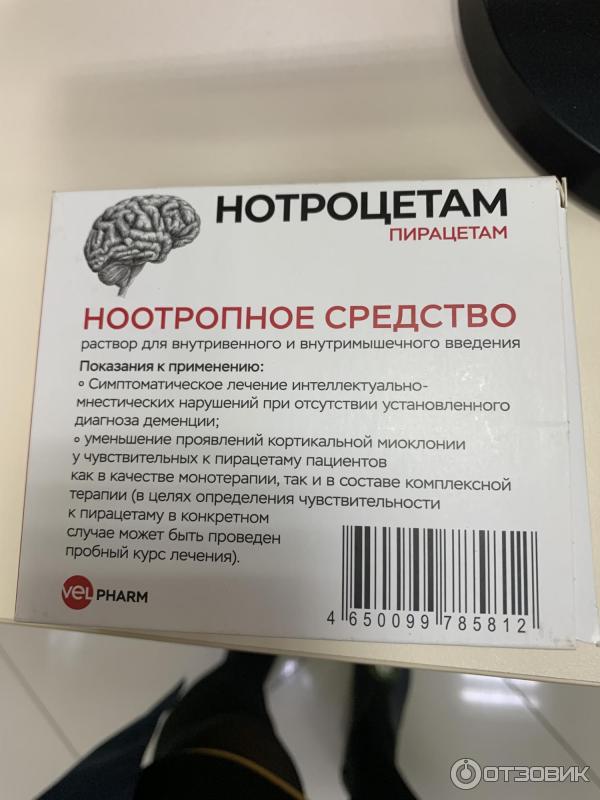 НОТРОЦЕТАМ
ПИРАЦЕТАМ
НООТРОПНОЕ СРЕДСТВО
раствор для внутривенного и внутримышечного введения
Показания к применению:
Симптоматическое лечение интеллектуально-
мнестических нарушений при отсутствии установленного
диагноза деменции;
уменьшение проявлений кортикальной миоклонии
у чувствительных к пирацетаму пациентов
как в качестве монотерапии, так и в составе комплексной
терапии (в целях определения чувствительности
к пирацетаму в конкретном
случае может быть проведен
пробный курс лечения).
VELPHARM
4 650099 785812
ОТЗОВИК